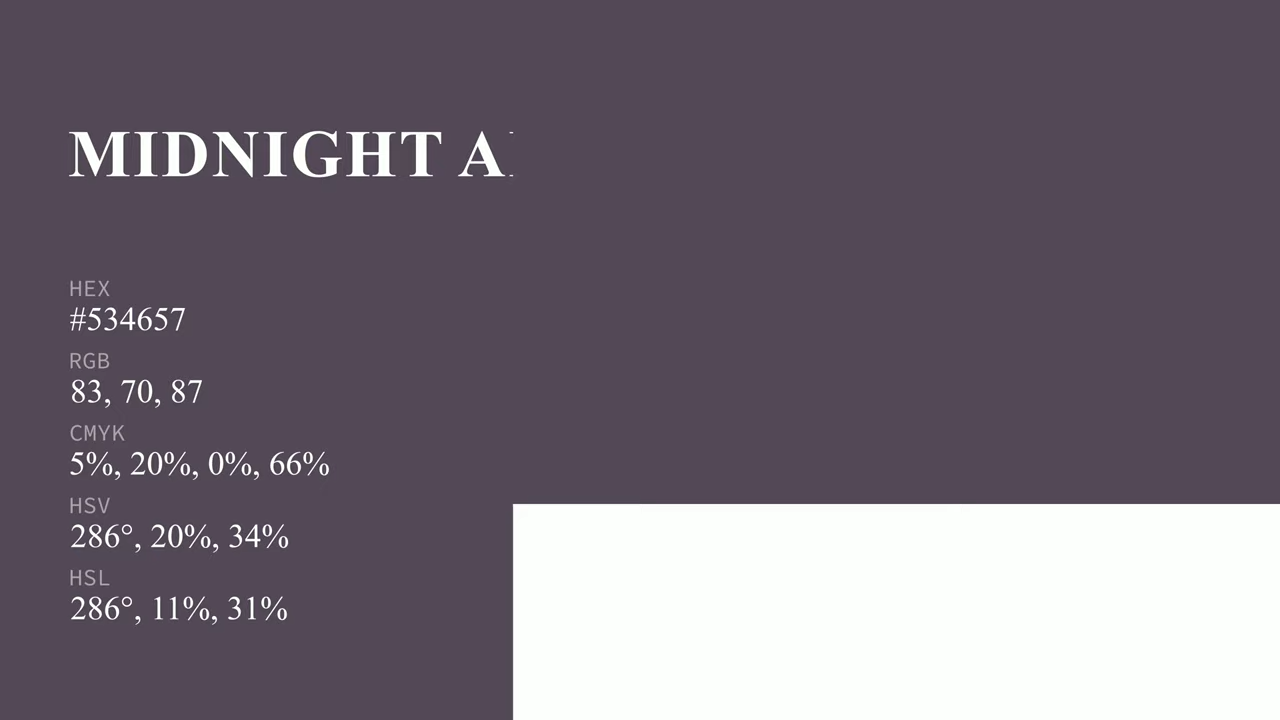 MIDNIGHT
HEX
#534657
RGB
83, 70, 87
CMYK
5%, 20%, 0%, 66%
HSV
286°, 20%, 34%
HSL
286°, 11%, 31%